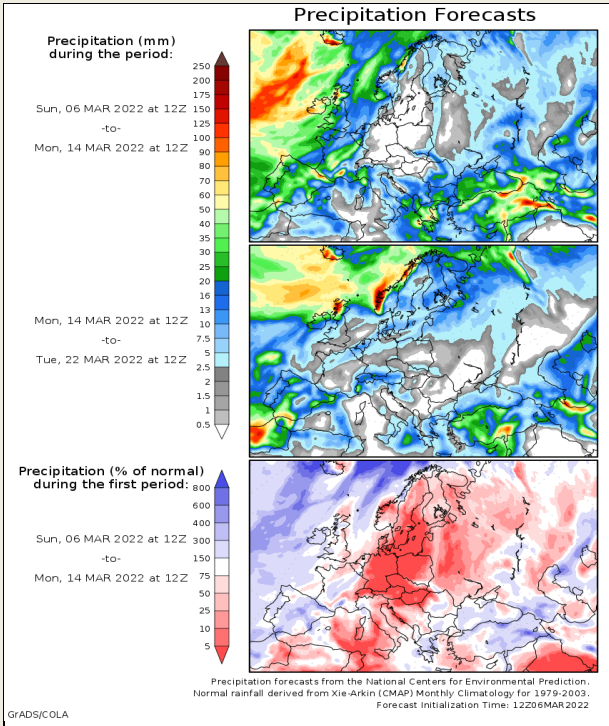 Precipitation Forecasts
Precipitation (mm)
during the period:
Sun, 06 MAR 2022 at 12Z
-to-
Mon, 14 MAR 2022 at 12Z
250
200
175
150
125
100
90
80
70
60
50
40
35
30
25
20
16
13
10
7.5
5
2.5
2
1.5
1
0.5
Mon, 14 MAR 2022 at 12Z
-to-
Tue, 22 MAR 2022 at 12Z
Precipitation (% of normal)
during the first period:
Sun, 06 MAR 2022 at 12Z
-to-
Mon, 14 MAR 2022 at 12Z
800
600
400
300
150
75
50
25
10
5
Precipitation forecasts from the National Centers for Environmental Prediction.
Normal rainfall derived from Xie-Arkin (CMAP) Monthly Climatology for 1979-2003.
Forecast Initialization Time: 12Z06MAR2022
GrADS/COLA